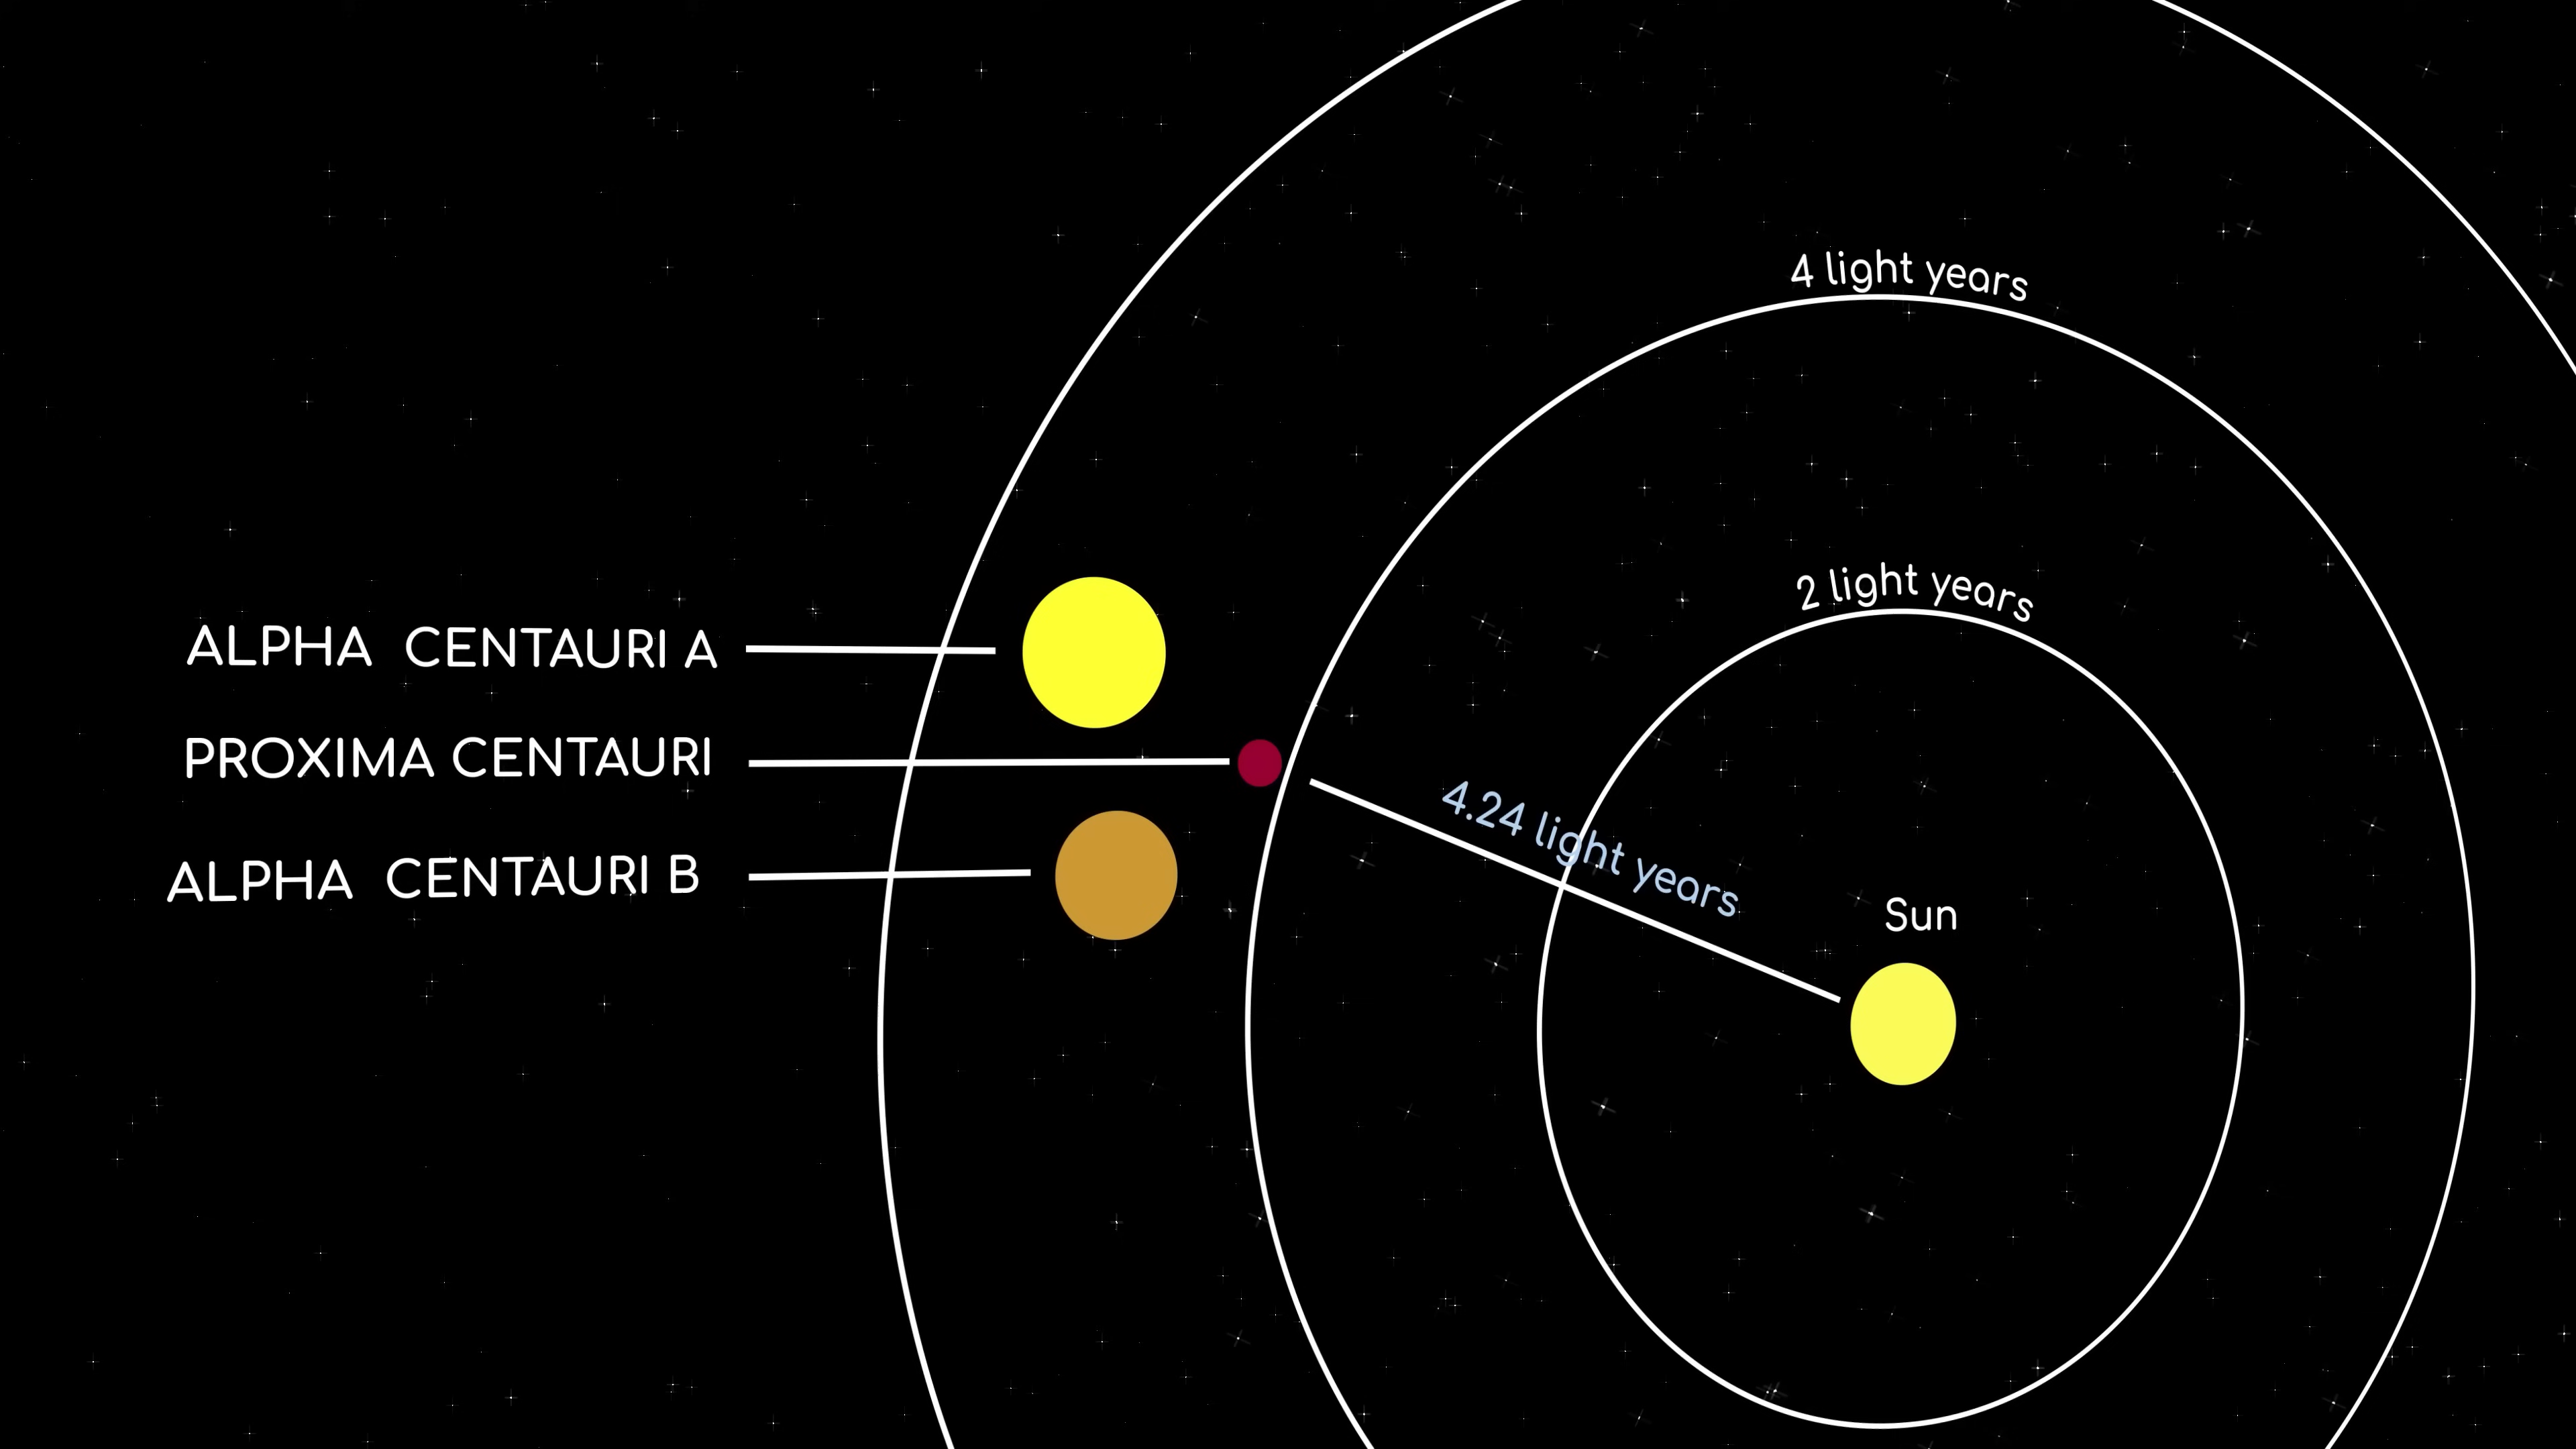 4 light years
2 light years
ALPHA CENTAURI A
PROXIMA CENTAURI
4.24 light years
ALPHA CENTAURI B
Sun